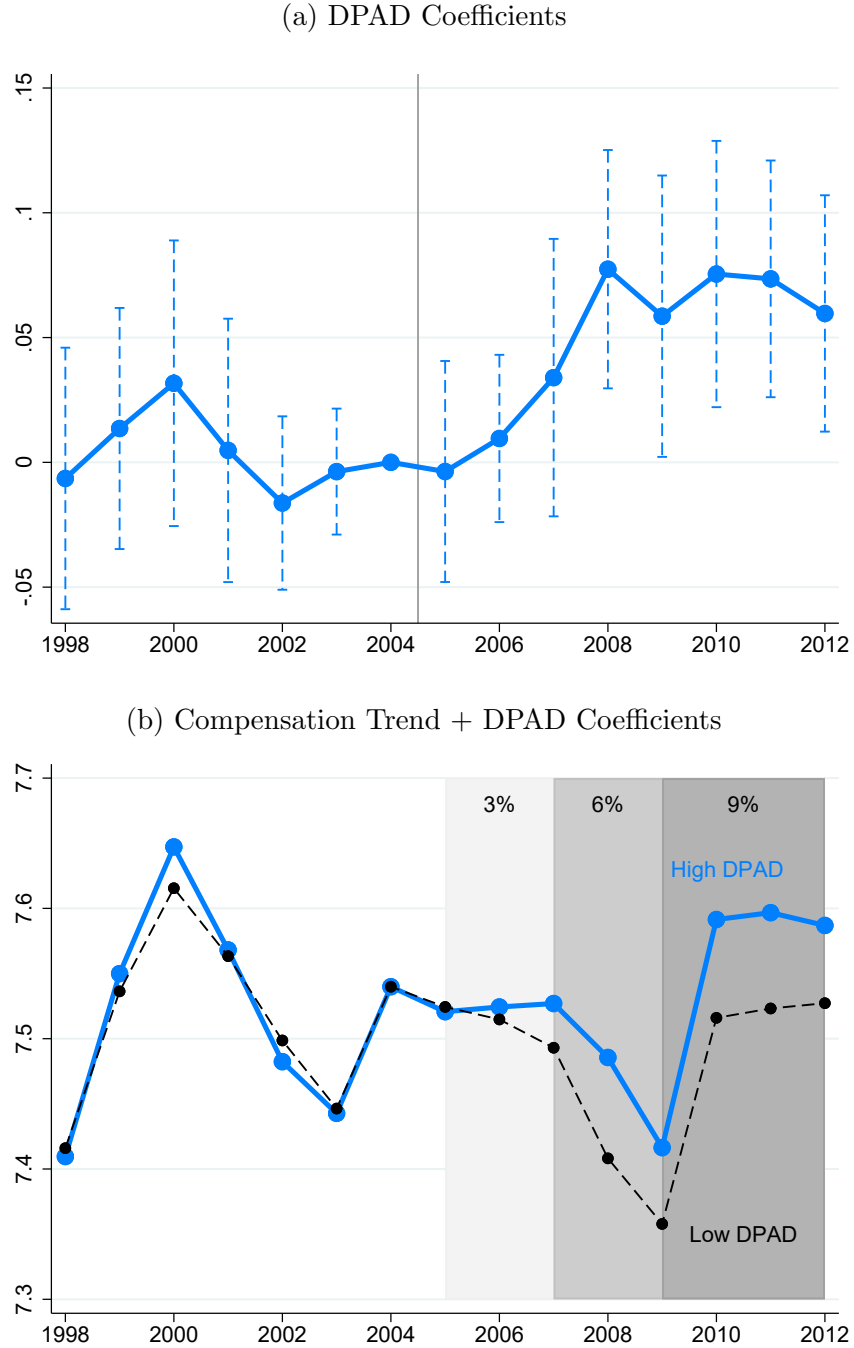 (a) DPAD Coefficients
.15
.1
.05
0
-.05
1998 2000 2002 2004 2006 2008 2010 2012
(b) Compensation Trend + DPAD Coefficients
7.7
3% 6% 9%
High DPAD
7.6
7.5
7.4
Low DPAD
7.3
1998 2000 2002 2004 2006 2008 2010 2012